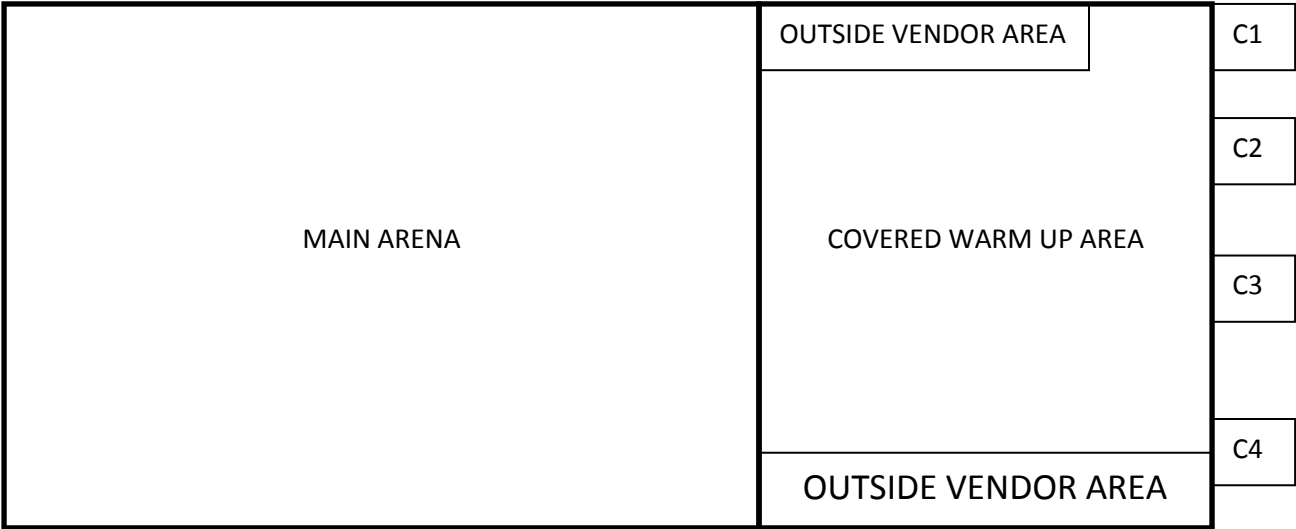 OUTSIDE VENDOR AREA
C1
C2
MAIN ARENA
COVERED WARM UP AREA
C3
C4
OUTSIDE VENDOR AREA